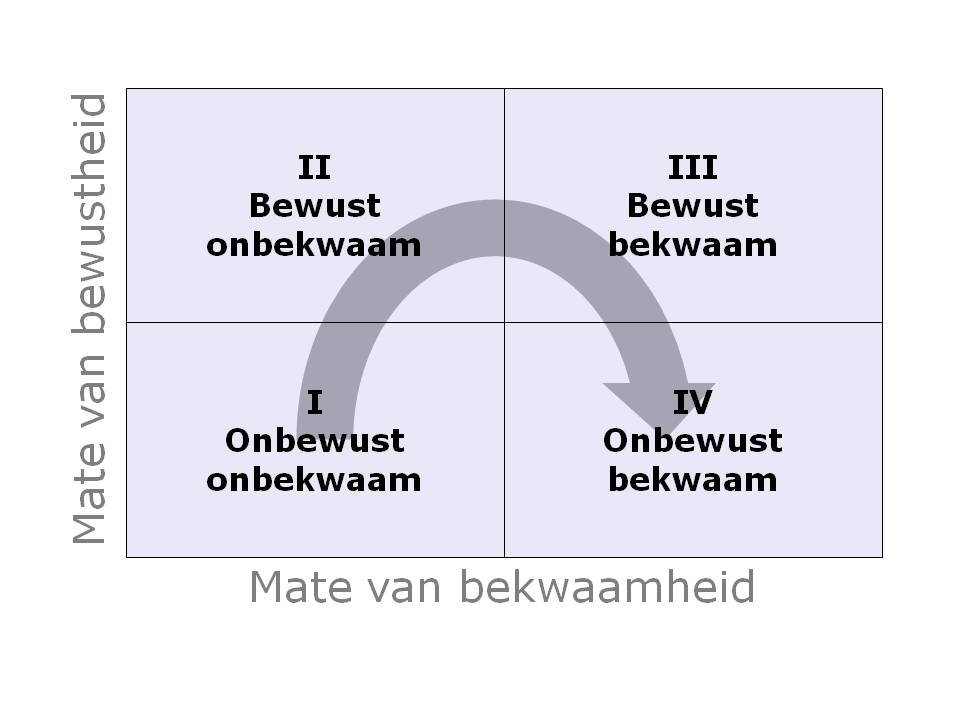 Mate van bewustheid
II
Bewust
onbekwaam
III
Bewust
bekwaam
I
Onbewust
onbekwaam
IV
Onbewust
bekwaam
Mate van bekwaamheid